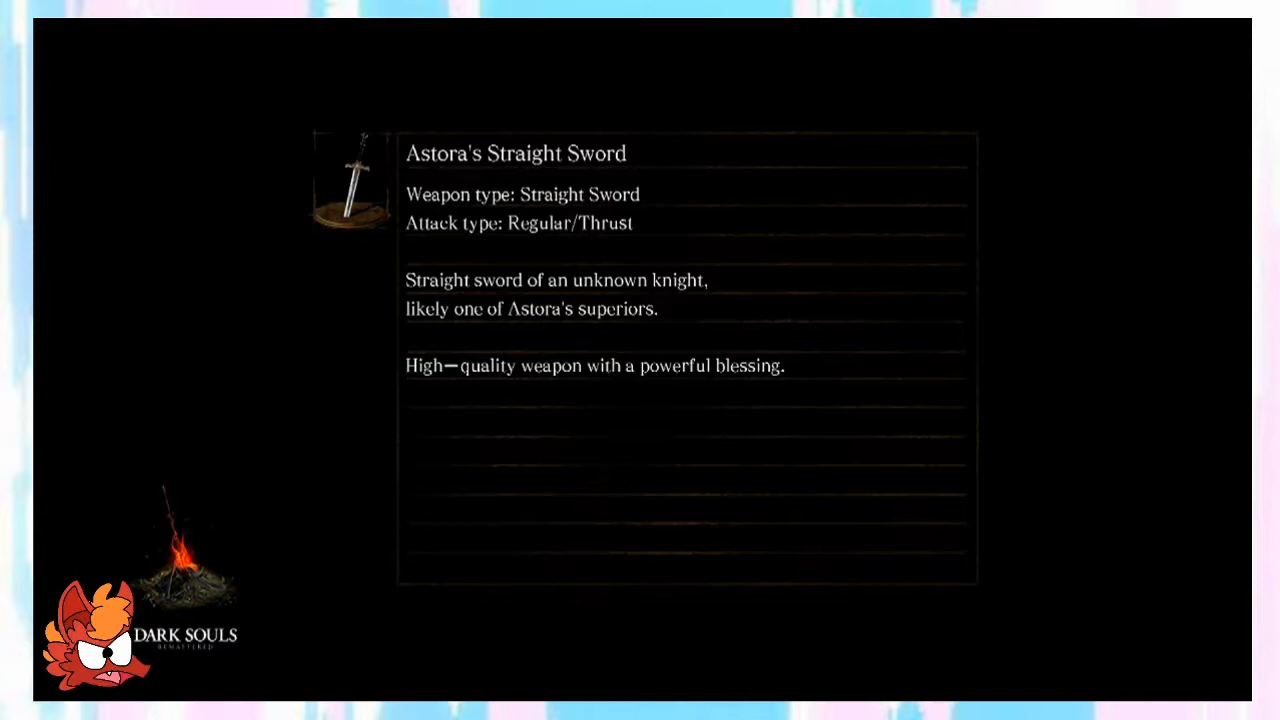 Astora's Straight Sword
Weapon type: Straight Sword
Attack type: Regular/Thrust
Straight sword of an unknown knight,
likely one of Astora's superiors.
High—quality weapon with a powerful blessing.
DARK SOULS
REMASTERED